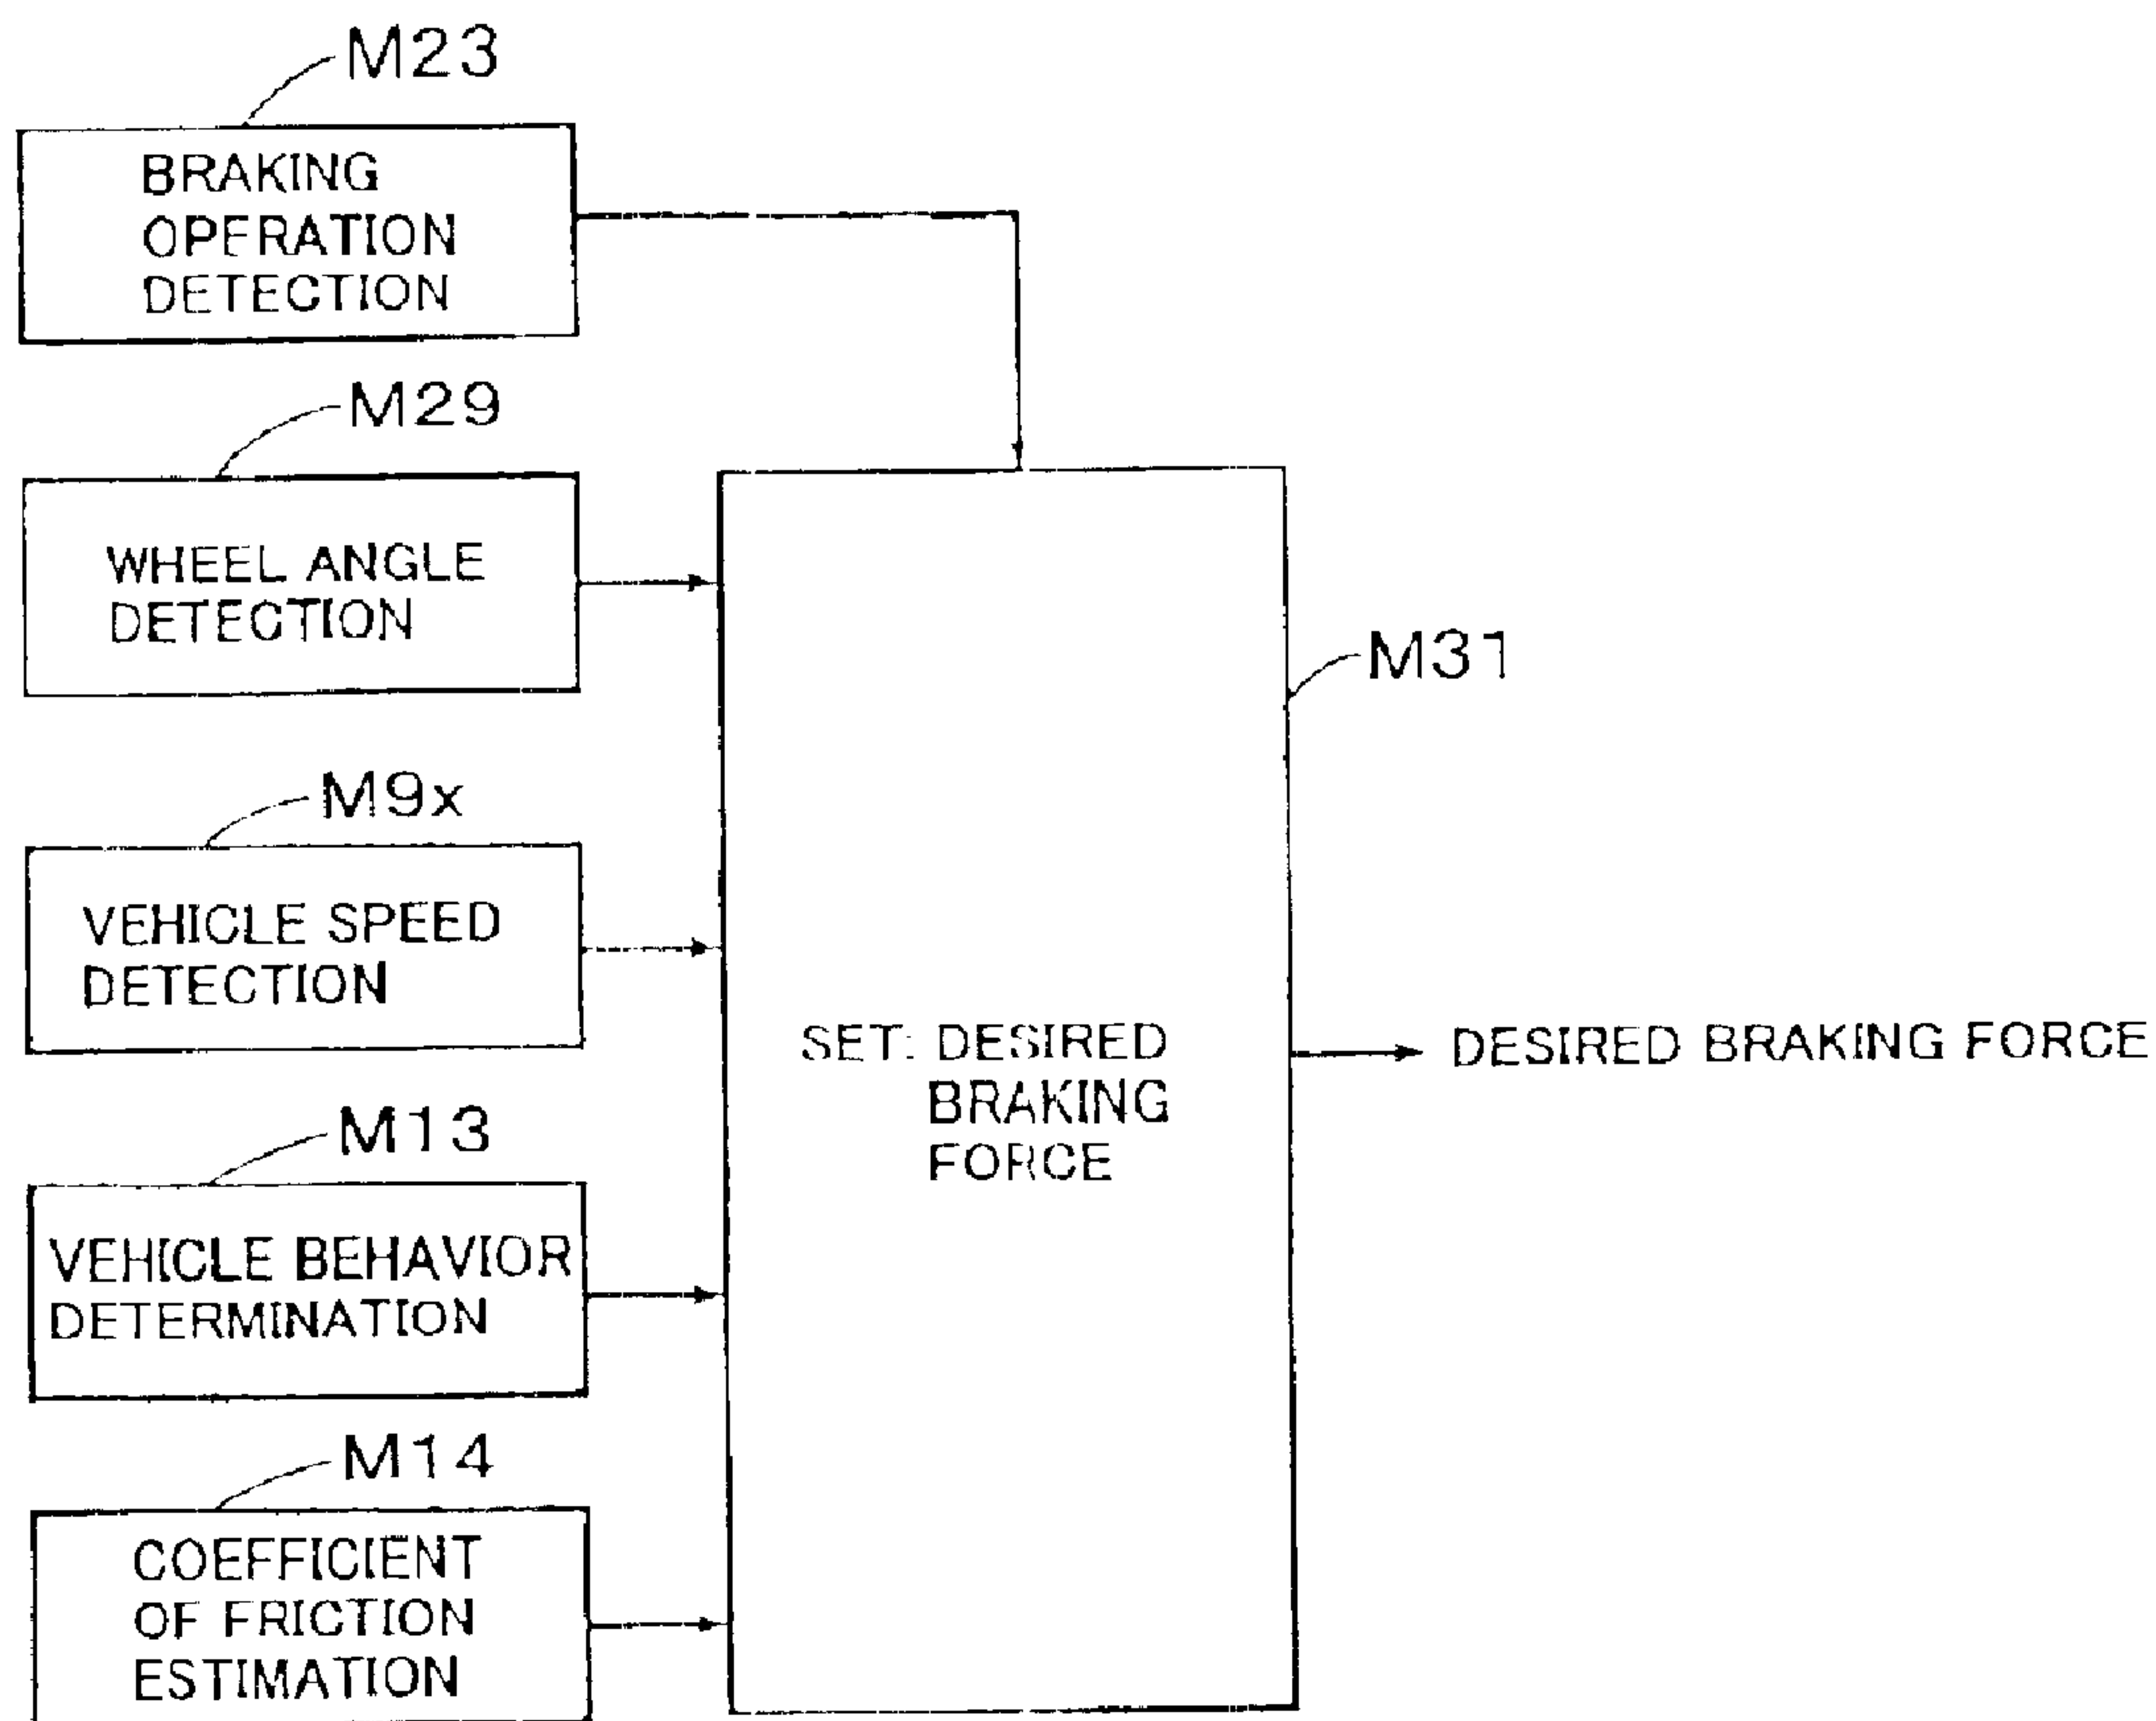 M23
BRAKING
OPERATION
DETECTION
M29
WHEEL ANGLE
DETECTION
M31
M9x
VEHICLE SPEED
DETECTION
SET: DESIRED
BRAKING
FORCE
DESIRED BRAKING FORCE
M13
VEHICLE BEHAVIOR
DETERMINATION
M14
COEFFICIENT
OF FRICTION
ESTIMATION